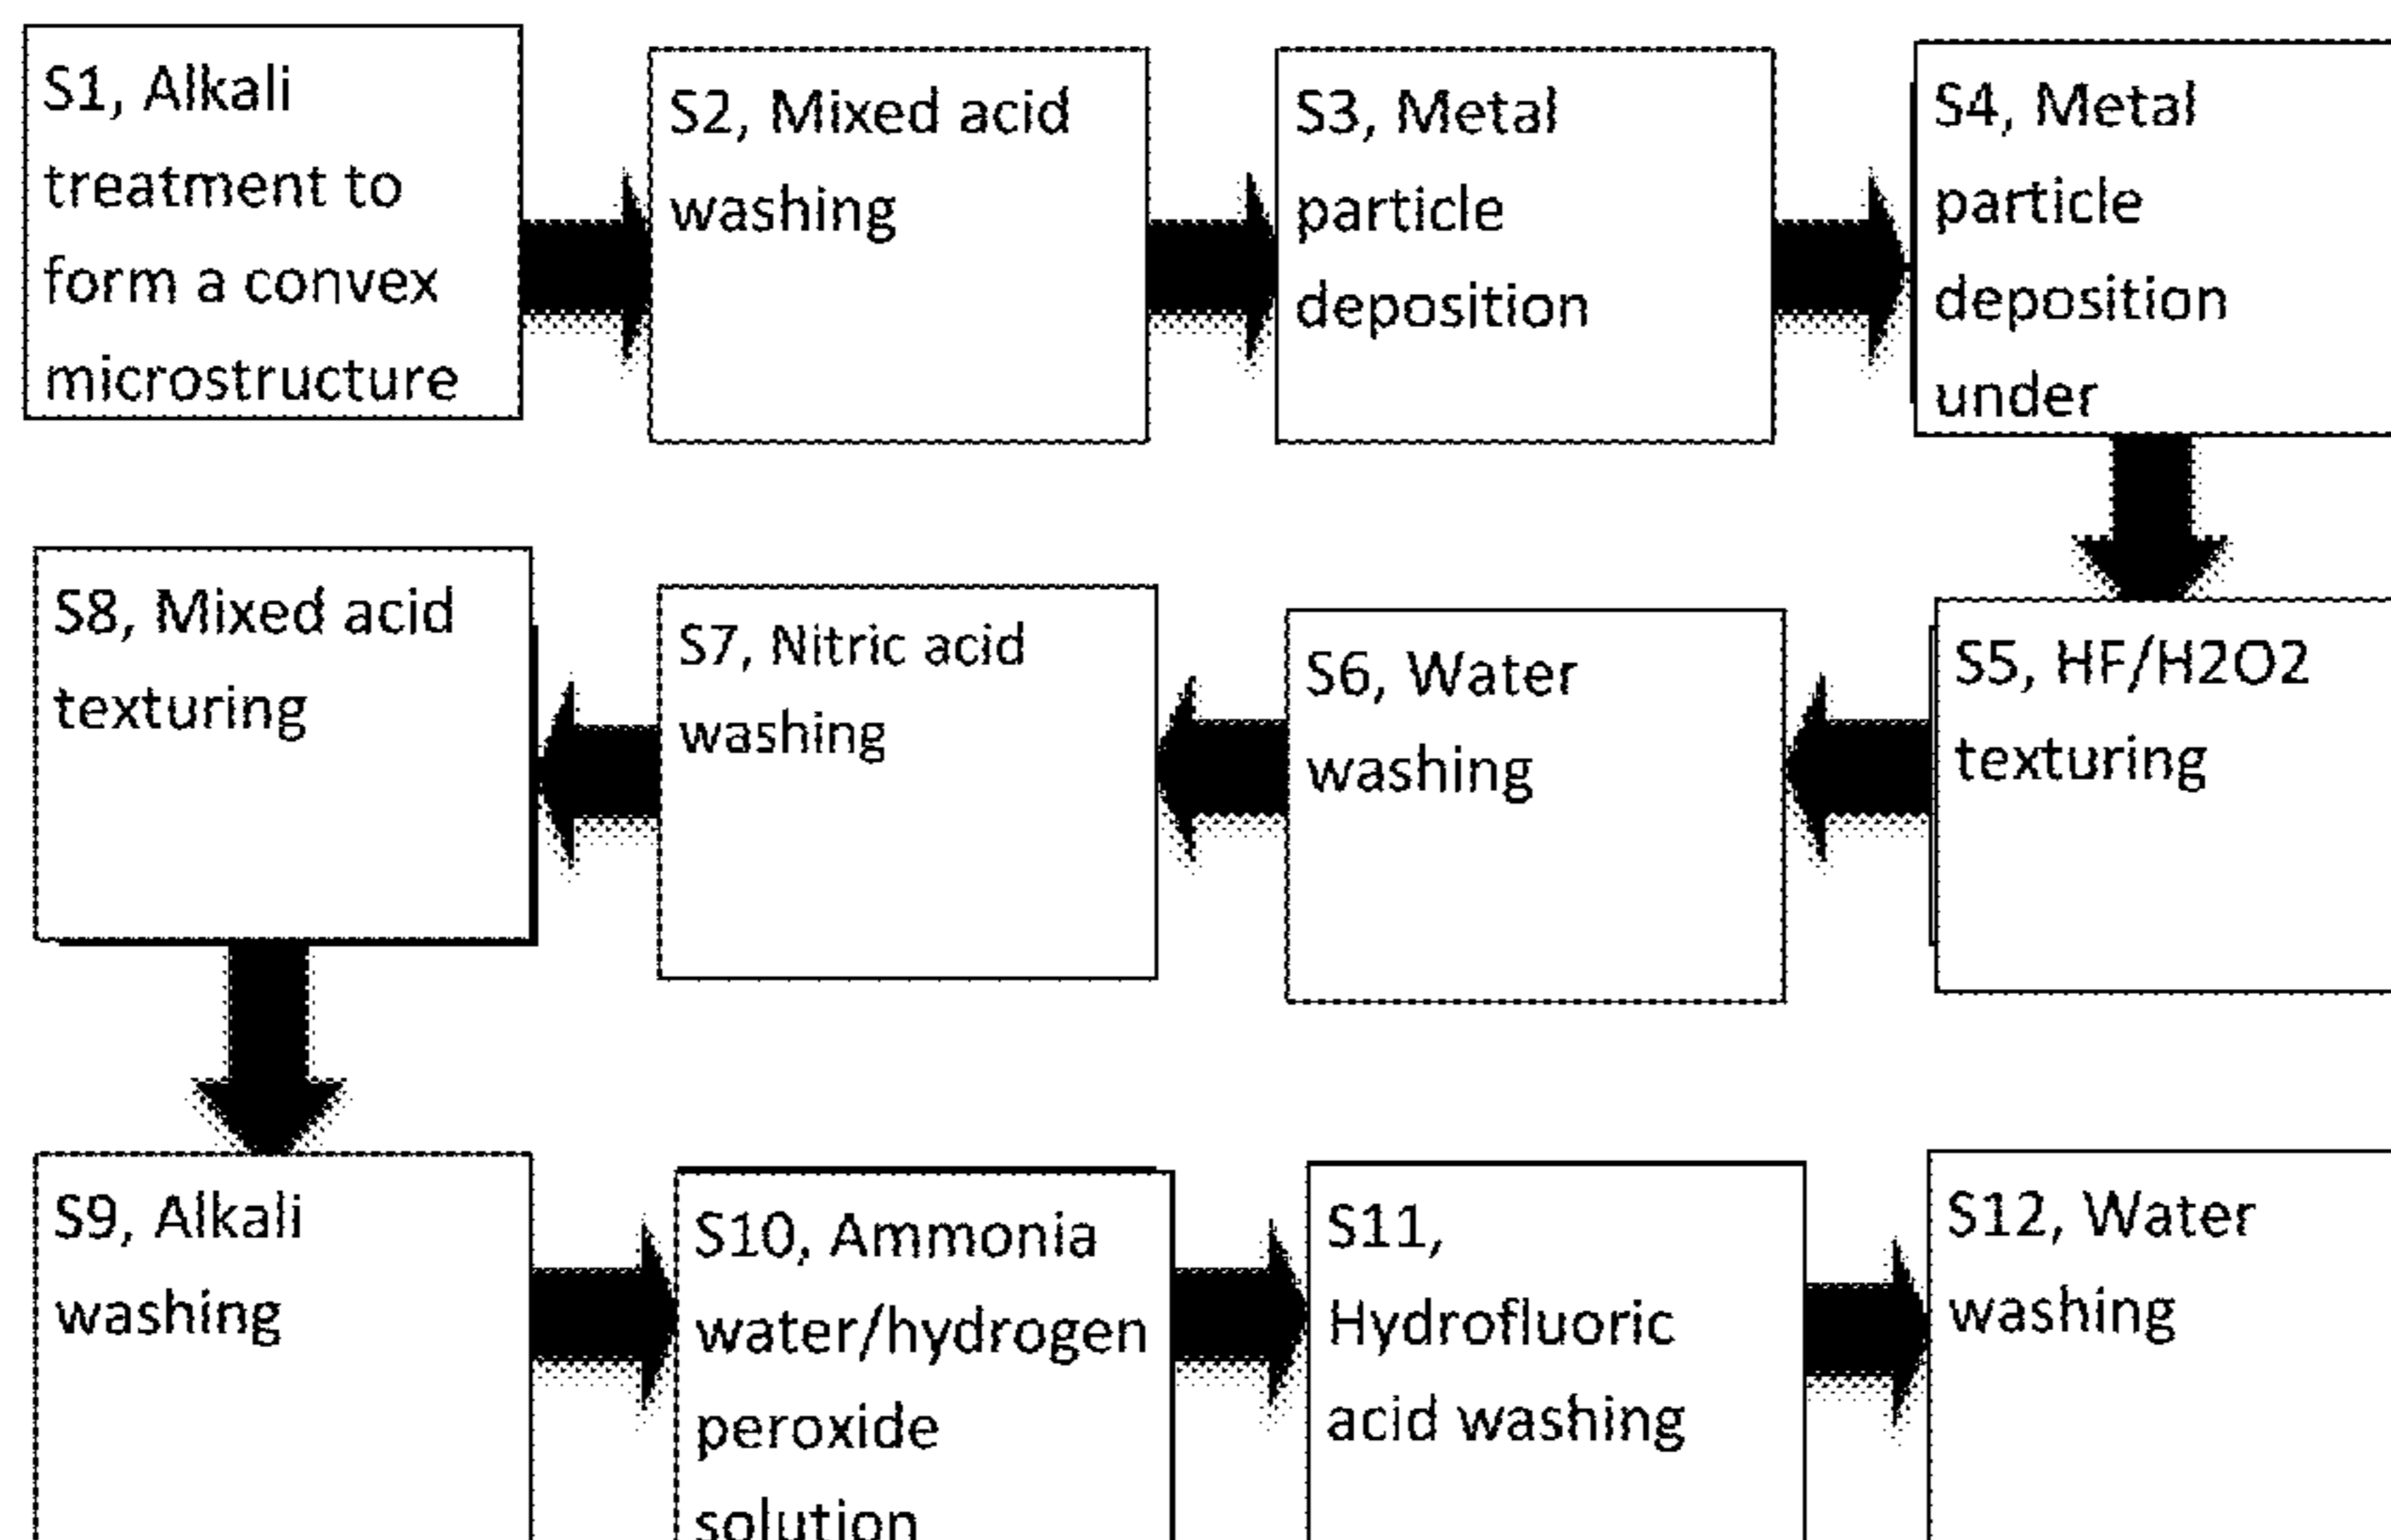 S1, Alkali
treatment to
form a convex
microstructure
S2, Mixed acid
washing
S3, Metal
particle
deposition
S4, Metal
particle
deposition
under
S5, HF/H2O2
texturing
S6, Water
washing
S7, Nitric acid
washing
S8, Mixed acid
texturing
S9, Alkali
washing
S10, Ammonia
water/hydrogen
peroxide
solution
S11,
Hydrofluoric
acid washing
S12, Water
washing